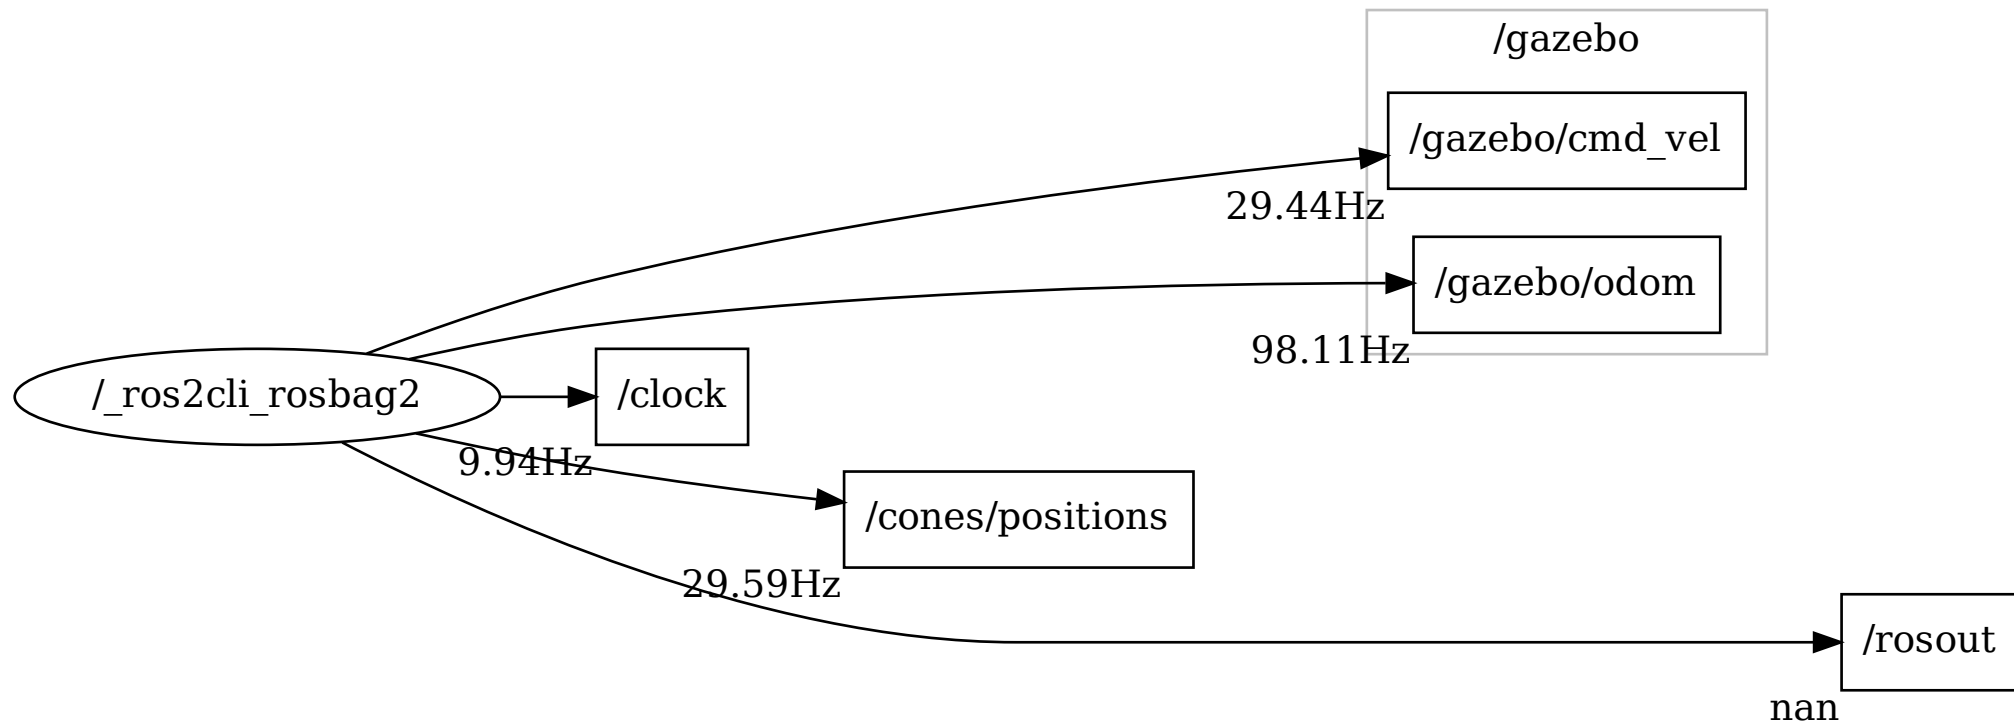 /gazebo
/gazebo/cmd_vel
29.44Hz
/gazebo/odom
98.11Hz
/_ros2cli_rosbag2
/clock
9.94Hz
/cones/positions
29.59Hz
/rosout
nan